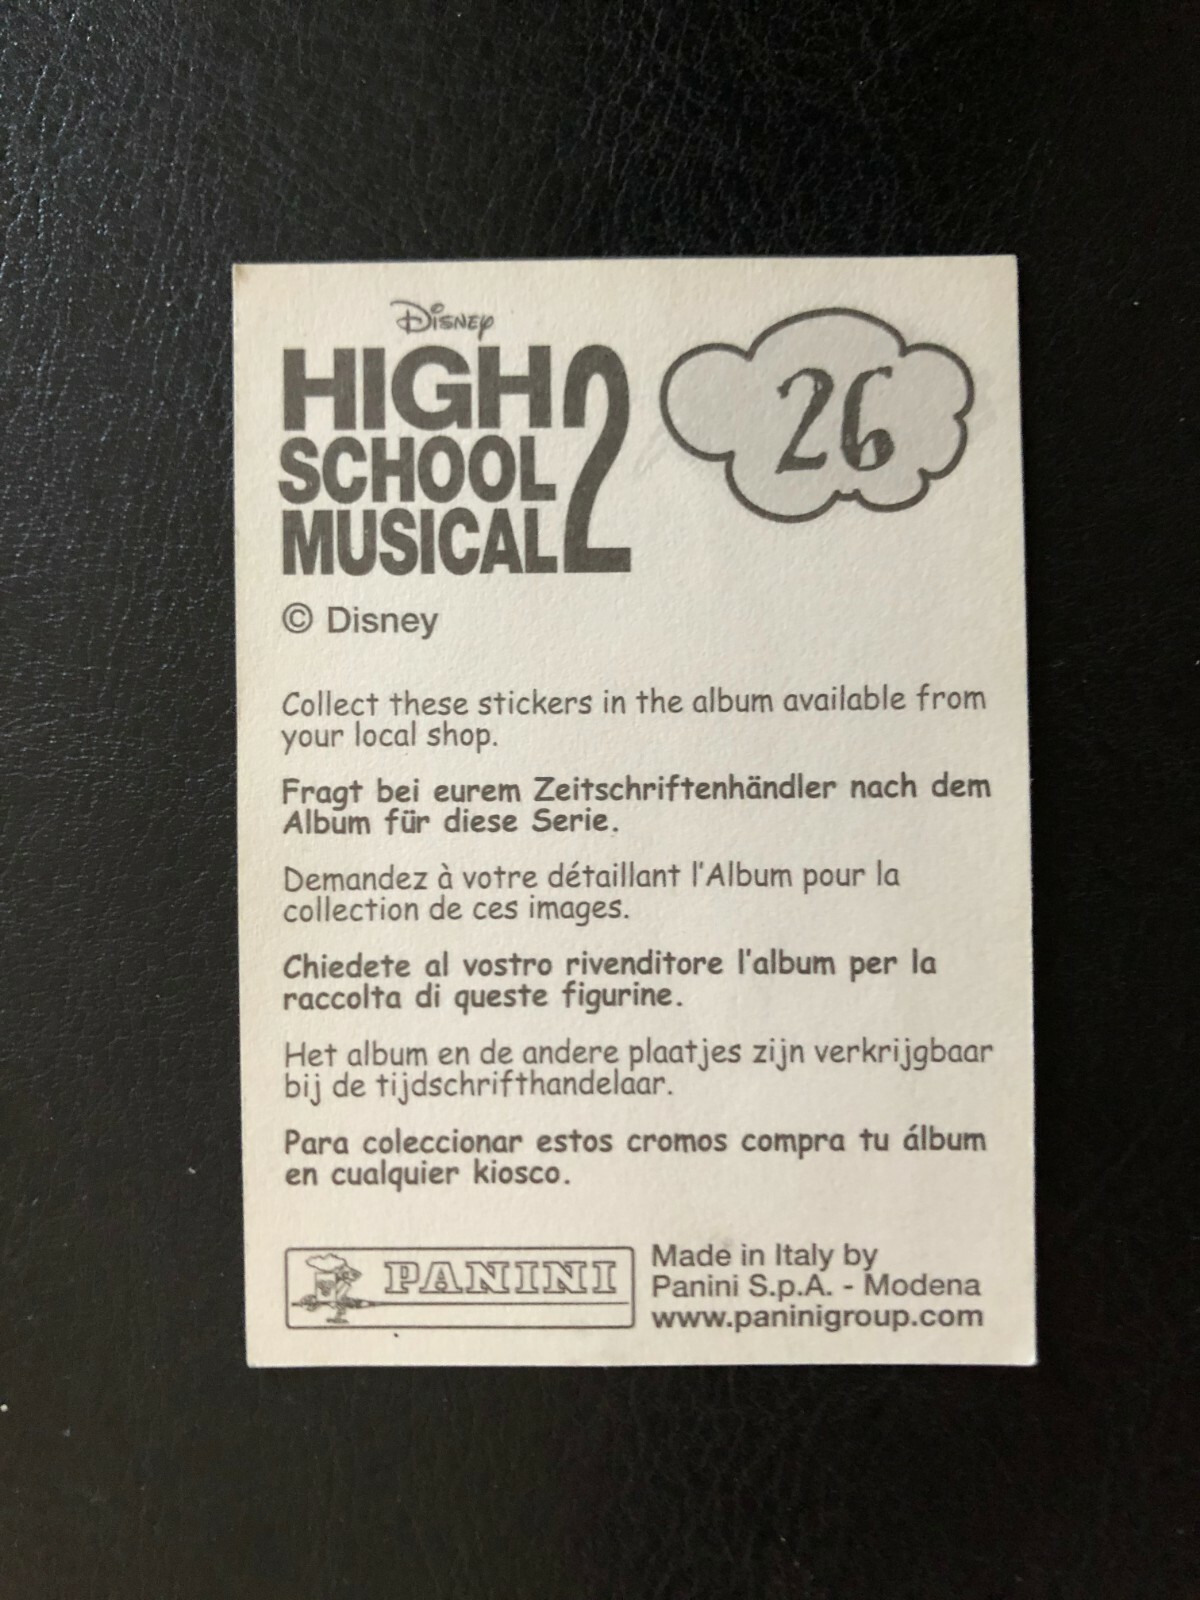 Disney
HIGH
SCHOOL
MUSICAL 2
26
© Disney
Collect these stickers in the album available from
your local shop.
Fragt bei eurem Zeitschriftenhändler nach dem
Album für diese Serie.
Demandez à votre détaillant l'Album pour la
collection de ces images.
Chiedete al vostro rivenditore l'album per la
raccolta di queste figurine.
Het album en de andere plaatjes zijn verkrijgbaar
bij de tijdschrifthandelaar.
Para coleccionar estos cromos compra tu álbum
en cualquier kiosco.
PANINI
Made in Italy by
Panini S.p.A. - Modena
www.paninigroup.com